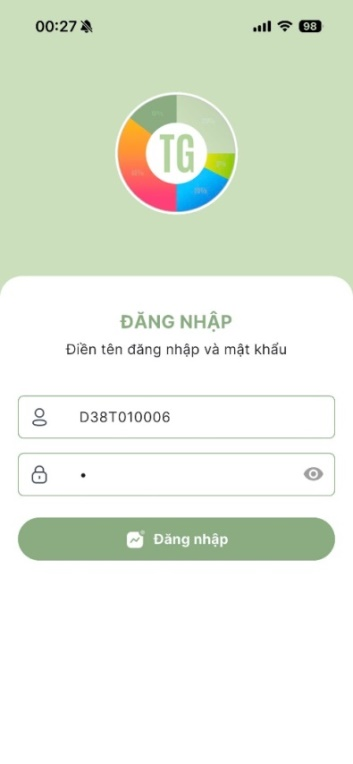 00:27
98
TG
ĐĂNG NHẬP
Điền tên đăng nhập và mật khẩu
D38T010006
•
Đăng nhập